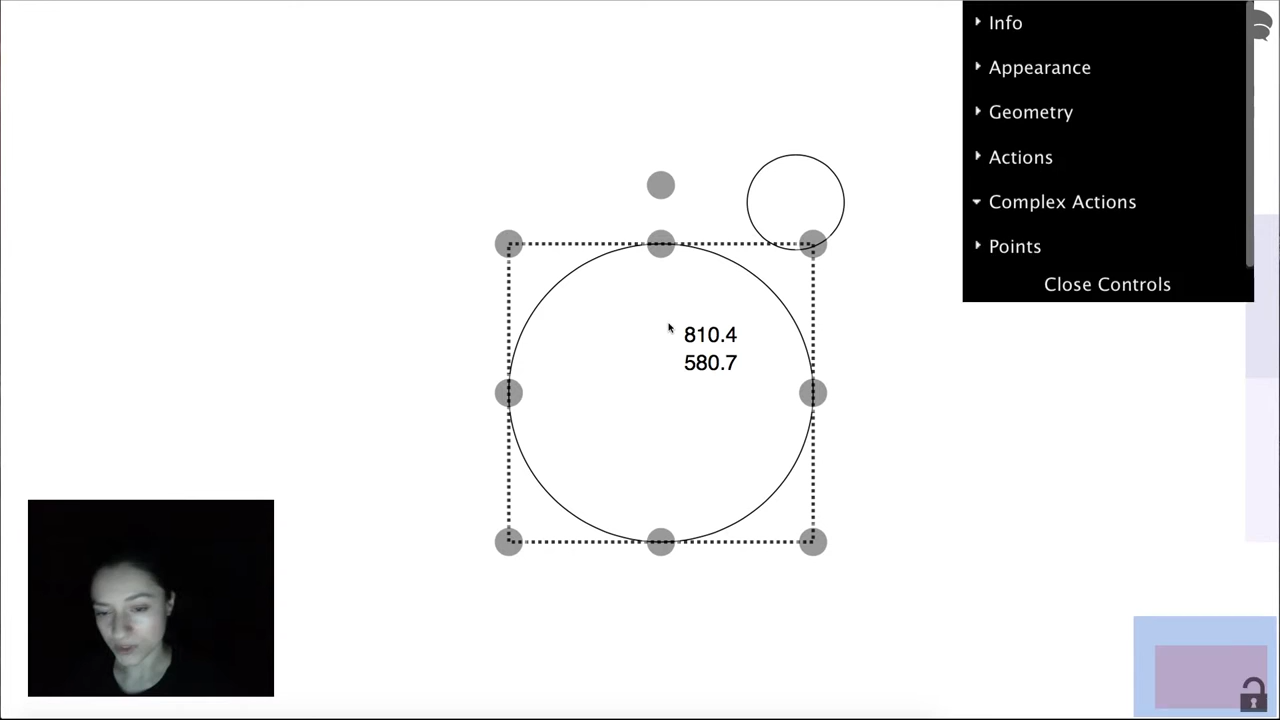 Info
Appearance
Geometry
Actions
Complex Actions
Points
Close Controls
810.4
580.7